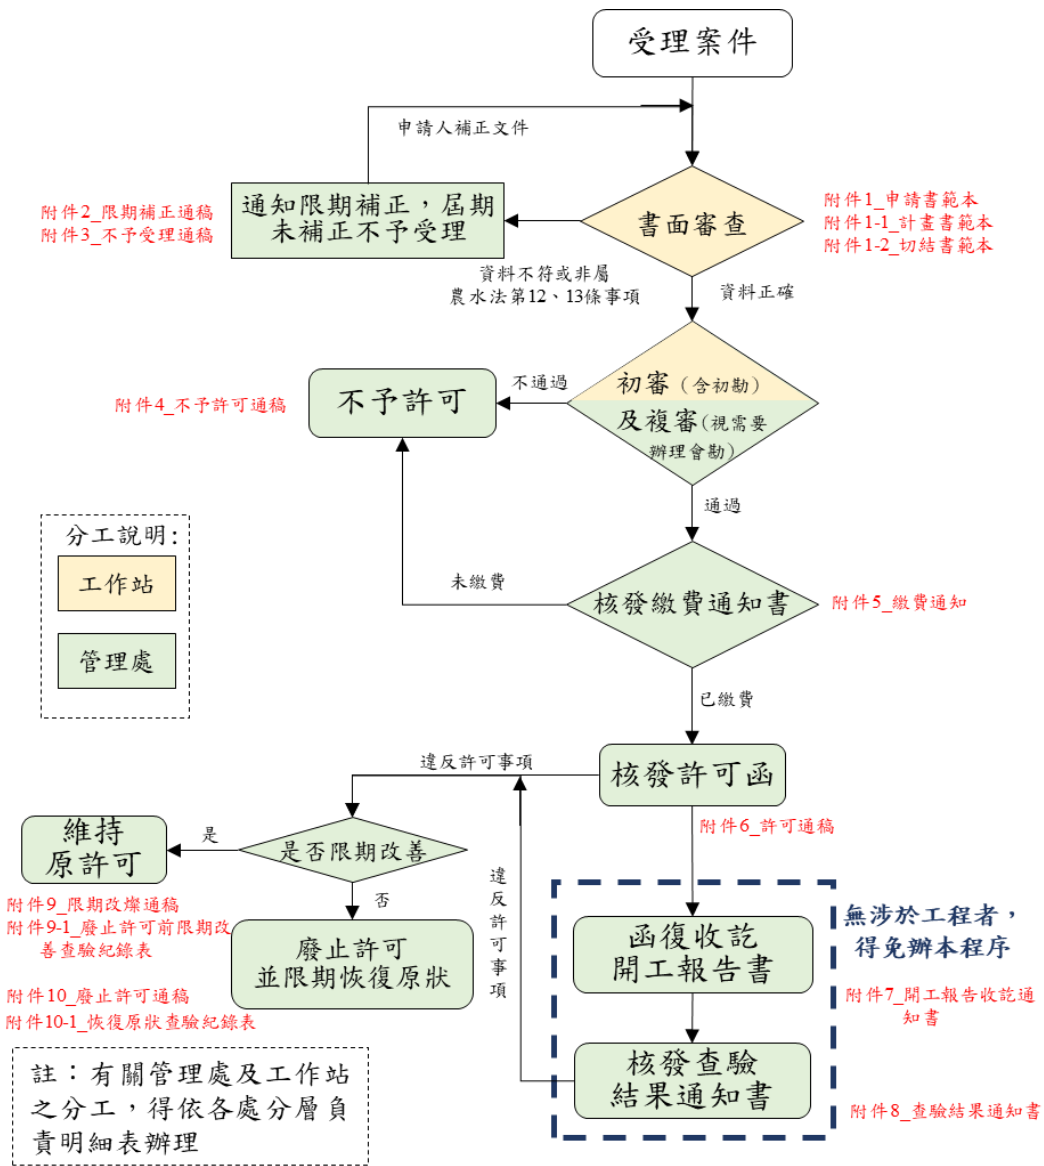 受理案件
申請人補正文件
附件2_限期補正通稿
附件3_不予受理通稿
通知限期補正，屆期
未補正不予受理
書面審查
附件1_申請書範本
附件1-1_計畫書範本
附件1-2_切結書範本
資料不符或非屬
農水法第12、13條事項
資料正確
附件4_不予許可通稿
不予許可
不通過
初審（含初勘）
及複審(視需要
辦理會勘)
通過
分工說明:
工作站
管理處
未繳費
核發繳費通知書
附件5_繳費通知
已繳費
違反許可事項
核發許可函
附件6_許可通稿
維持
原許可
是
是否限期改善
否
附件9_限期改燦通稿
附件9-1_廢止許可前限期改
善查驗紀錄表
廢止許可
並限期恢復原狀
附件10_廢止許可通稿
附件10-1_恢復原狀查驗紀錄表
違反許可事項
無涉於工程者，
得免辦本程序
函復收訖
開工報告書
附件7_開工報告收訖通
知書
核發查驗
結果通知書
附件8_查驗結果通知書
註：有關管理處及工作站
之分工，得依各處分層負
責明細表辦理